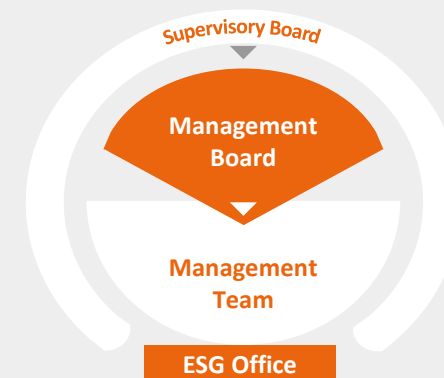 Supervisory Board
Management
Board
Management
Team
ESG Office